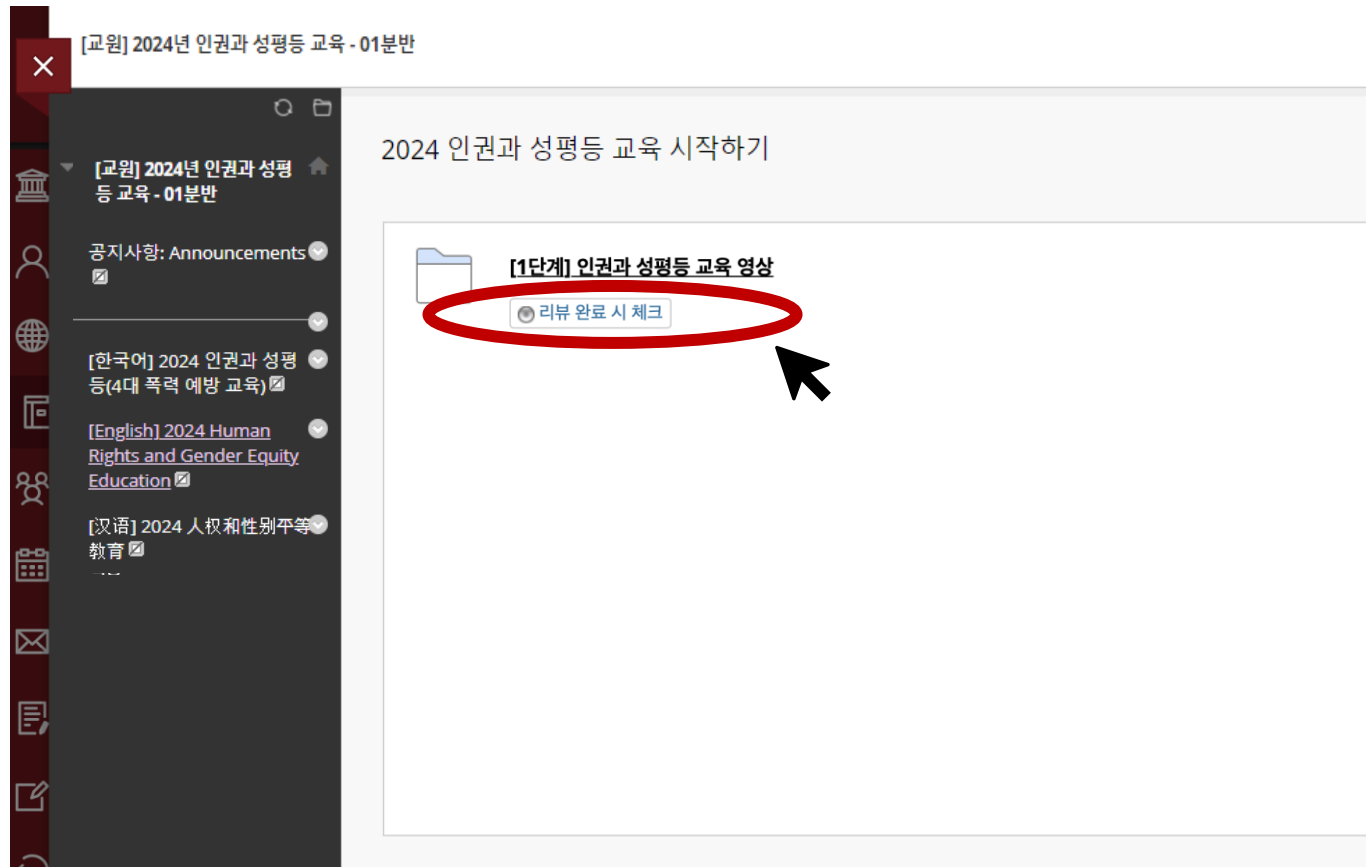 [교원] 2024년 인권과 성평등 교육 - 01분반
[교원] 2024년 인권과 성평
등 교육 - 01분반
공지사항: Announcements
[한국어] 2024 인권과 성평
등(4대 폭력 예방 교육)
[English] 2024 Human
Rights and Gender Equity
Education
[汉语] 2024 人权和性别平等
教育
2024 인권과 성평등 교육 시작하기
[1단계] 인권과 성평등 교육 영상
리뷰 완료 시 체크